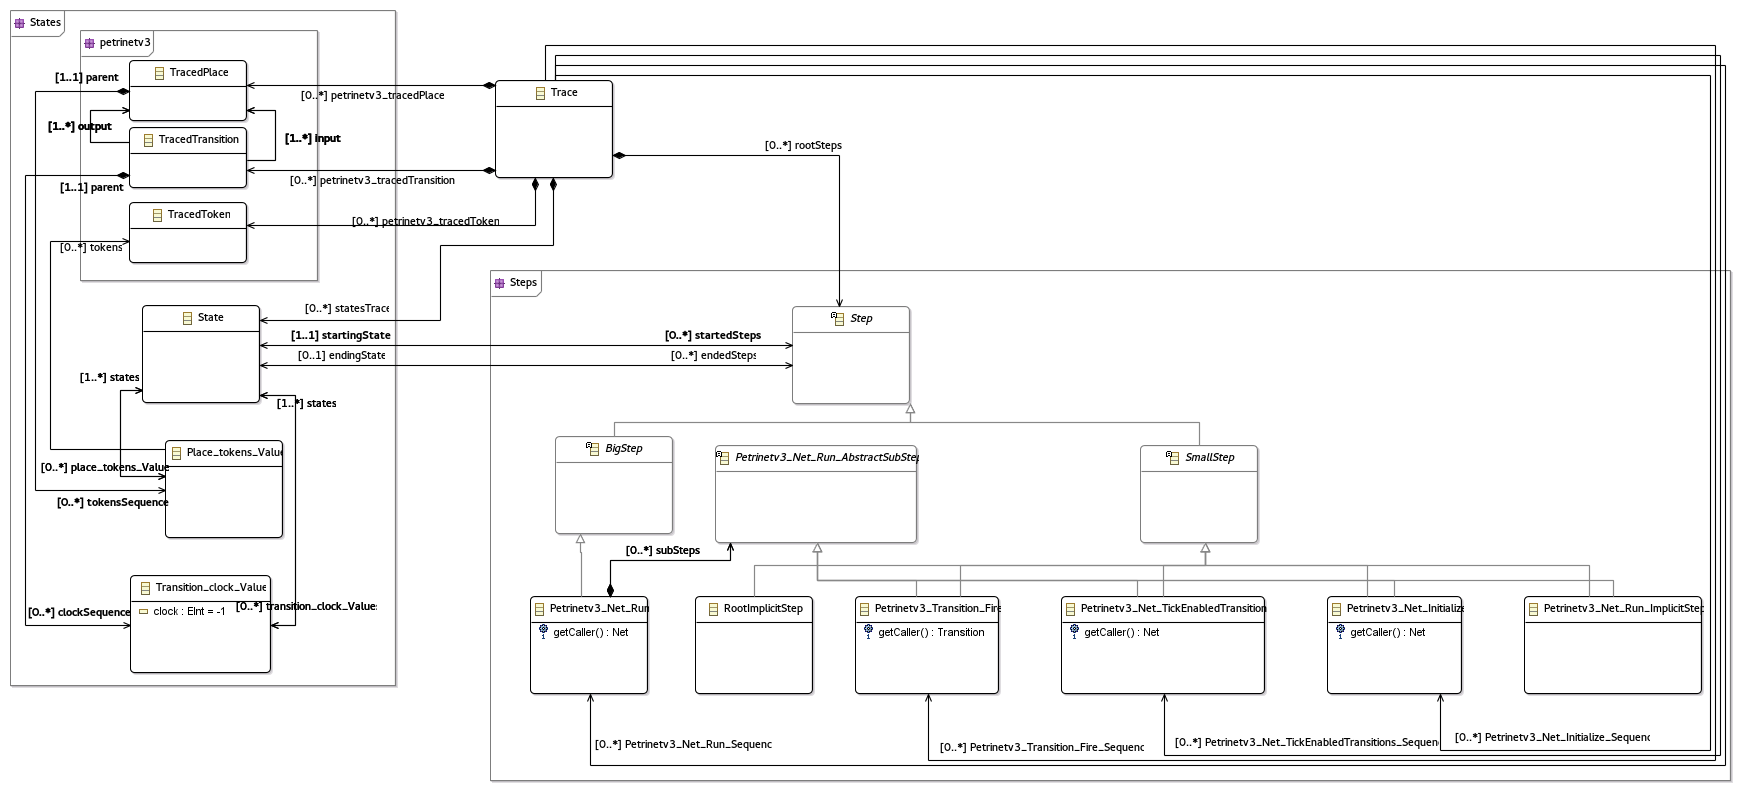 States
petrinetv3
TracedPlace
[1..1] parent
[0..*] petrinetv3_tracedPlace
Trace
[1..*] output
TracedTransition
[1..*] input
[0..*] rootSteps
[1..1] parent
[0..*] petrinetv3_tracedTransition
TracedToken
[0..*] petrinetv3_tracedToken
[0..*] tokens
Steps
State
[0..*] statesTrace
Step
[1..1] startingState
[0..*] startedSteps
[0..1] endingState
[0..*] endedSteps
[1..*] states
[1..*] states
Place_tokens_Value
[0..*] place_tokens_Value
[0..*] tokensSequence
BigStep
Petrinetv3_Net_Run_AbstractSubStep
SmallStep
[0..*] subSteps
Transition_clock_Value
clock : EInt = -1
[0..*] clockSequence
[0..*] transition_clock_Values
Petrinetv3_Net_Run
getCaller() : Net
RootImplicitStep
Petrinetv3_Transition_Fire
getCaller() : Transition
Petrinetv3_Net_TickEnabledTransition
getCaller() : Net
Petrinetv3_Net_Initialize
getCaller() : Net
Petrinetv3_Net_Run_ImplicitStep
[0..*] Petrinetv3_Net_Run_Sequenc
[0..*] Petrinetv3_Transition_Fire_Sequenc
[0..*] Petrinetv3_Net_TickEnabledTransitions_Sequenc
[0..*] Petrinetv3_Net_Initialize_Sequenc